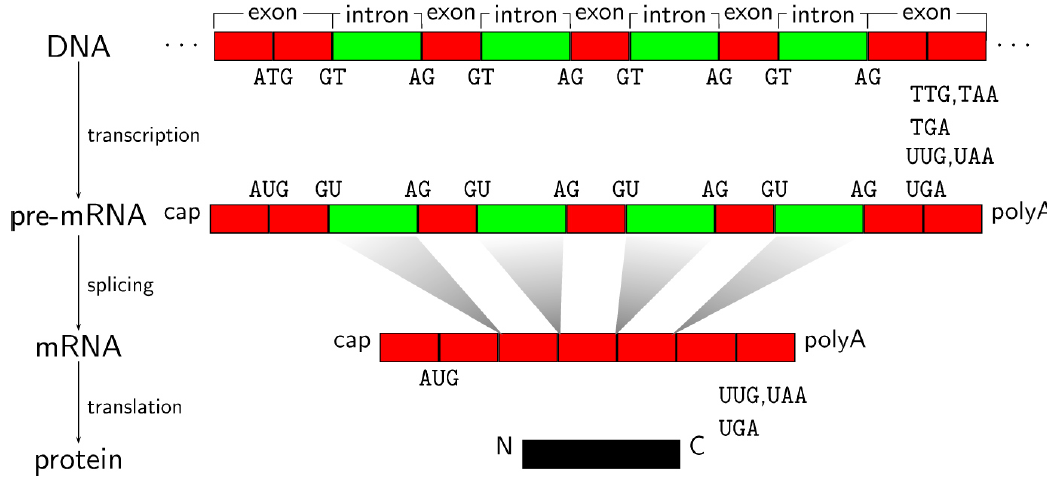 exon intron exon intron exon intron exon intron exon
DNA ··· ···
ATG GT AG GT AG GT AG GT AG
TTG,TAA
TGA
transcription
UUG,UAA
AUG GU AG GU AG GU AG GU AG UGA
pre-mRNA cap polyA
splicing
mRNA cap polyA
AUG
UUG,UAA
translation
UGA
protein N C